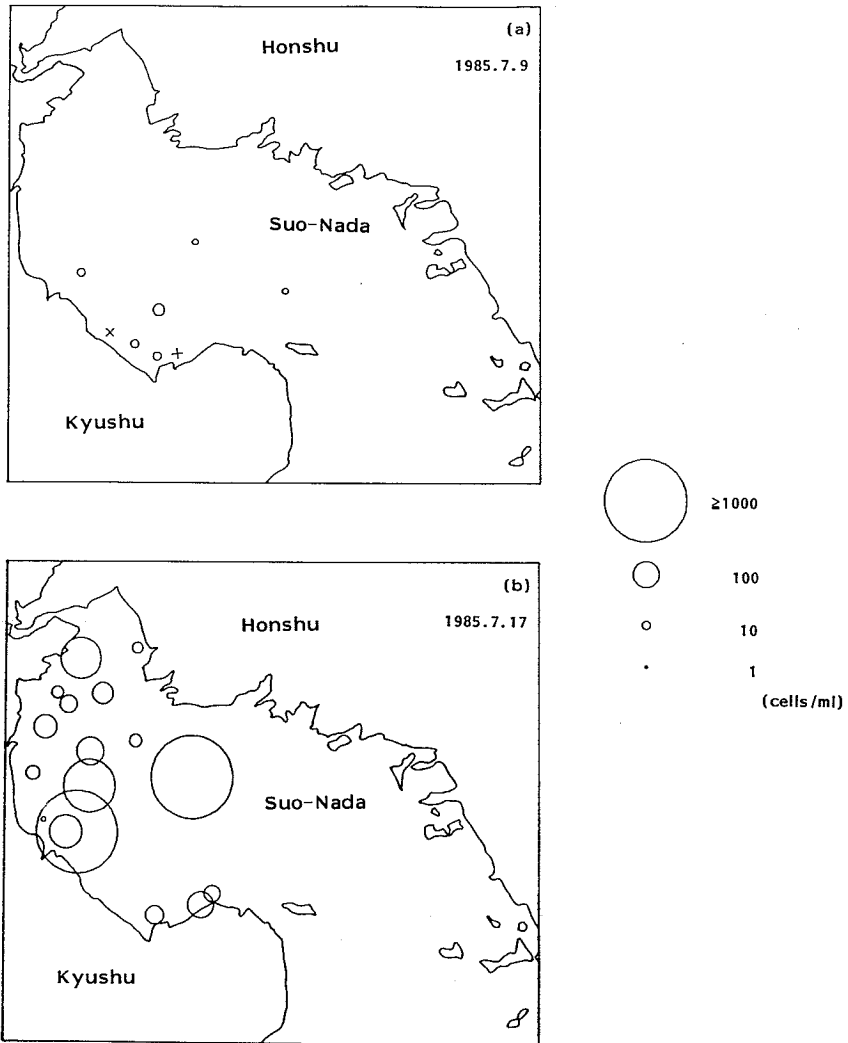 (a)
Honshu
1985.7.9
Suo-Nada
Kyushu
≥1000
100
10
1
(cells/ml)
(b)
Honshu
1985.7.17
Suo-Nada
Kyushu